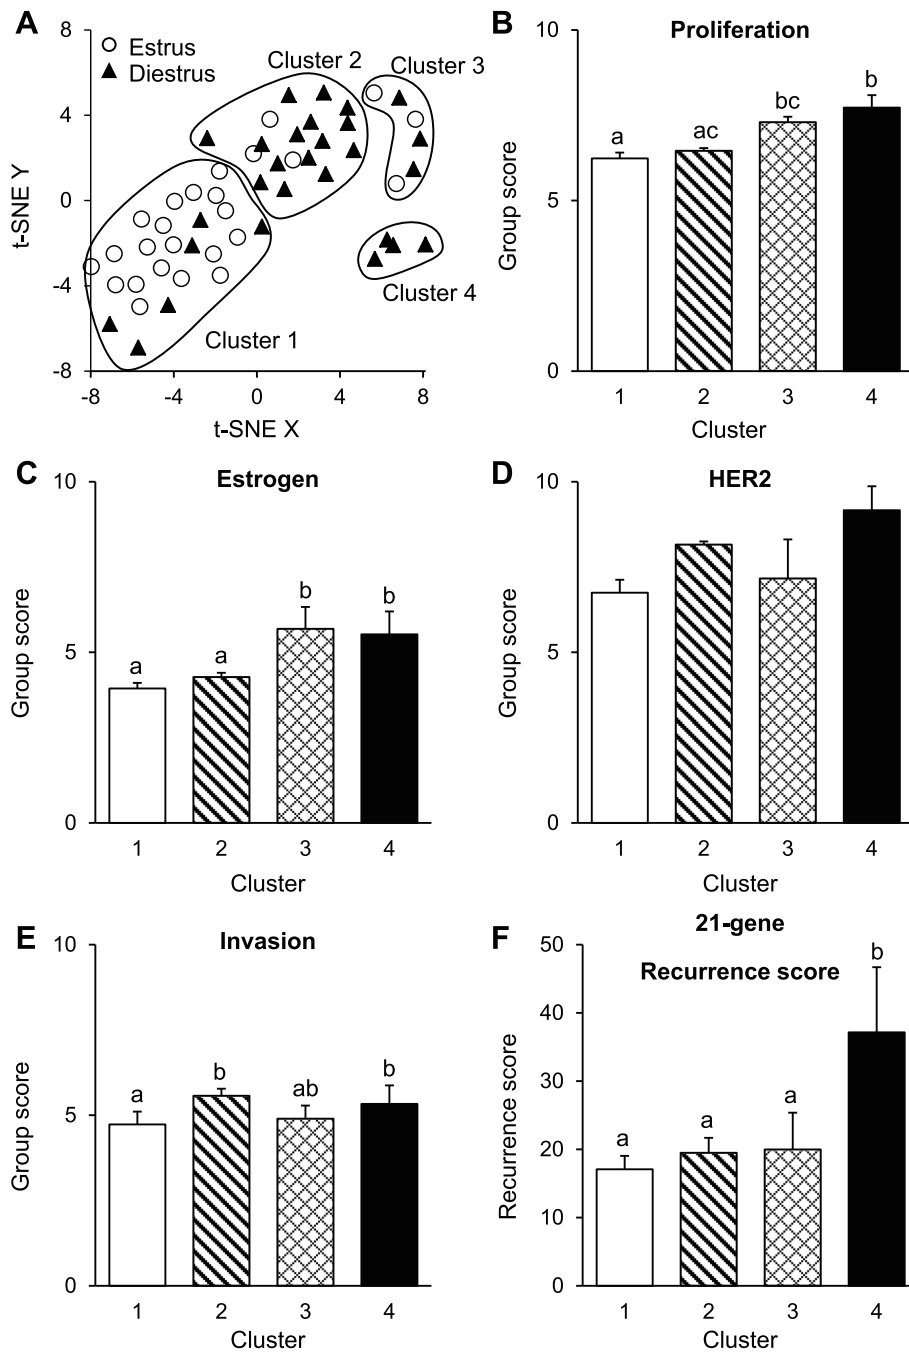 A
8
4
0
-4
-8
t-SNE Y
Estrus
Diestrus
Cluster 2
Cluster 3
Cluster 4
Cluster 1
-8 -4 0 4 8
t-SNE X
B
Proliferation
10
5
0
Group score
a ac bc b
1 2 3 4
Cluster
C
Estrogen
10
5
0
Group score
a a b b
1 2 3 4
Cluster
D
HER2
10
5
0
Group score
1 2 3 4
Cluster
E
Invasion
10
5
0
Group score
a b ab b
1 2 3 4
Cluster
F
21-gene
Recurrence score
50
40
30
20
10
0
Recurrence score
a a a b
1 2 3 4
Cluster